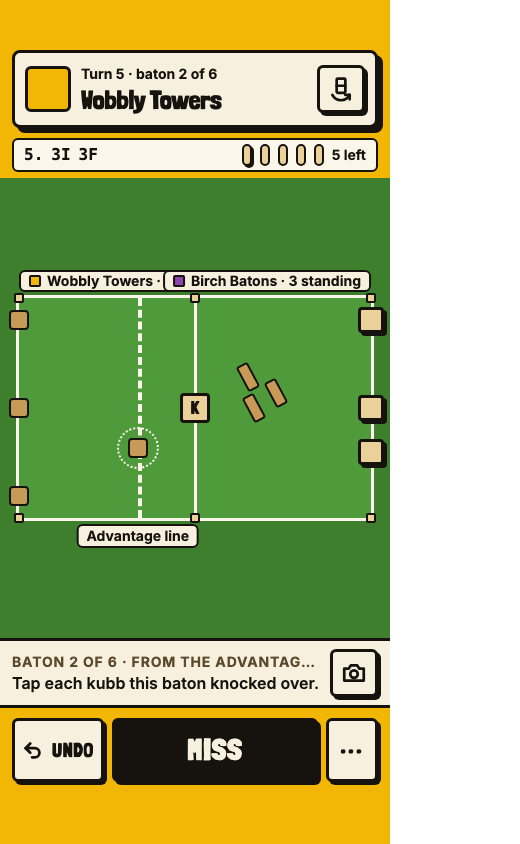 Turn 5 · baton 2 of 6
Wobbly Towers
5. 3I 3F
5 left
Wobbly Towers ·
Birch Batons · 3 standing
K
Advantage line
BATON 2 OF 6 · FROM THE ADVANTAG...
Tap each kubb this baton knocked over.
UNDO
MISS